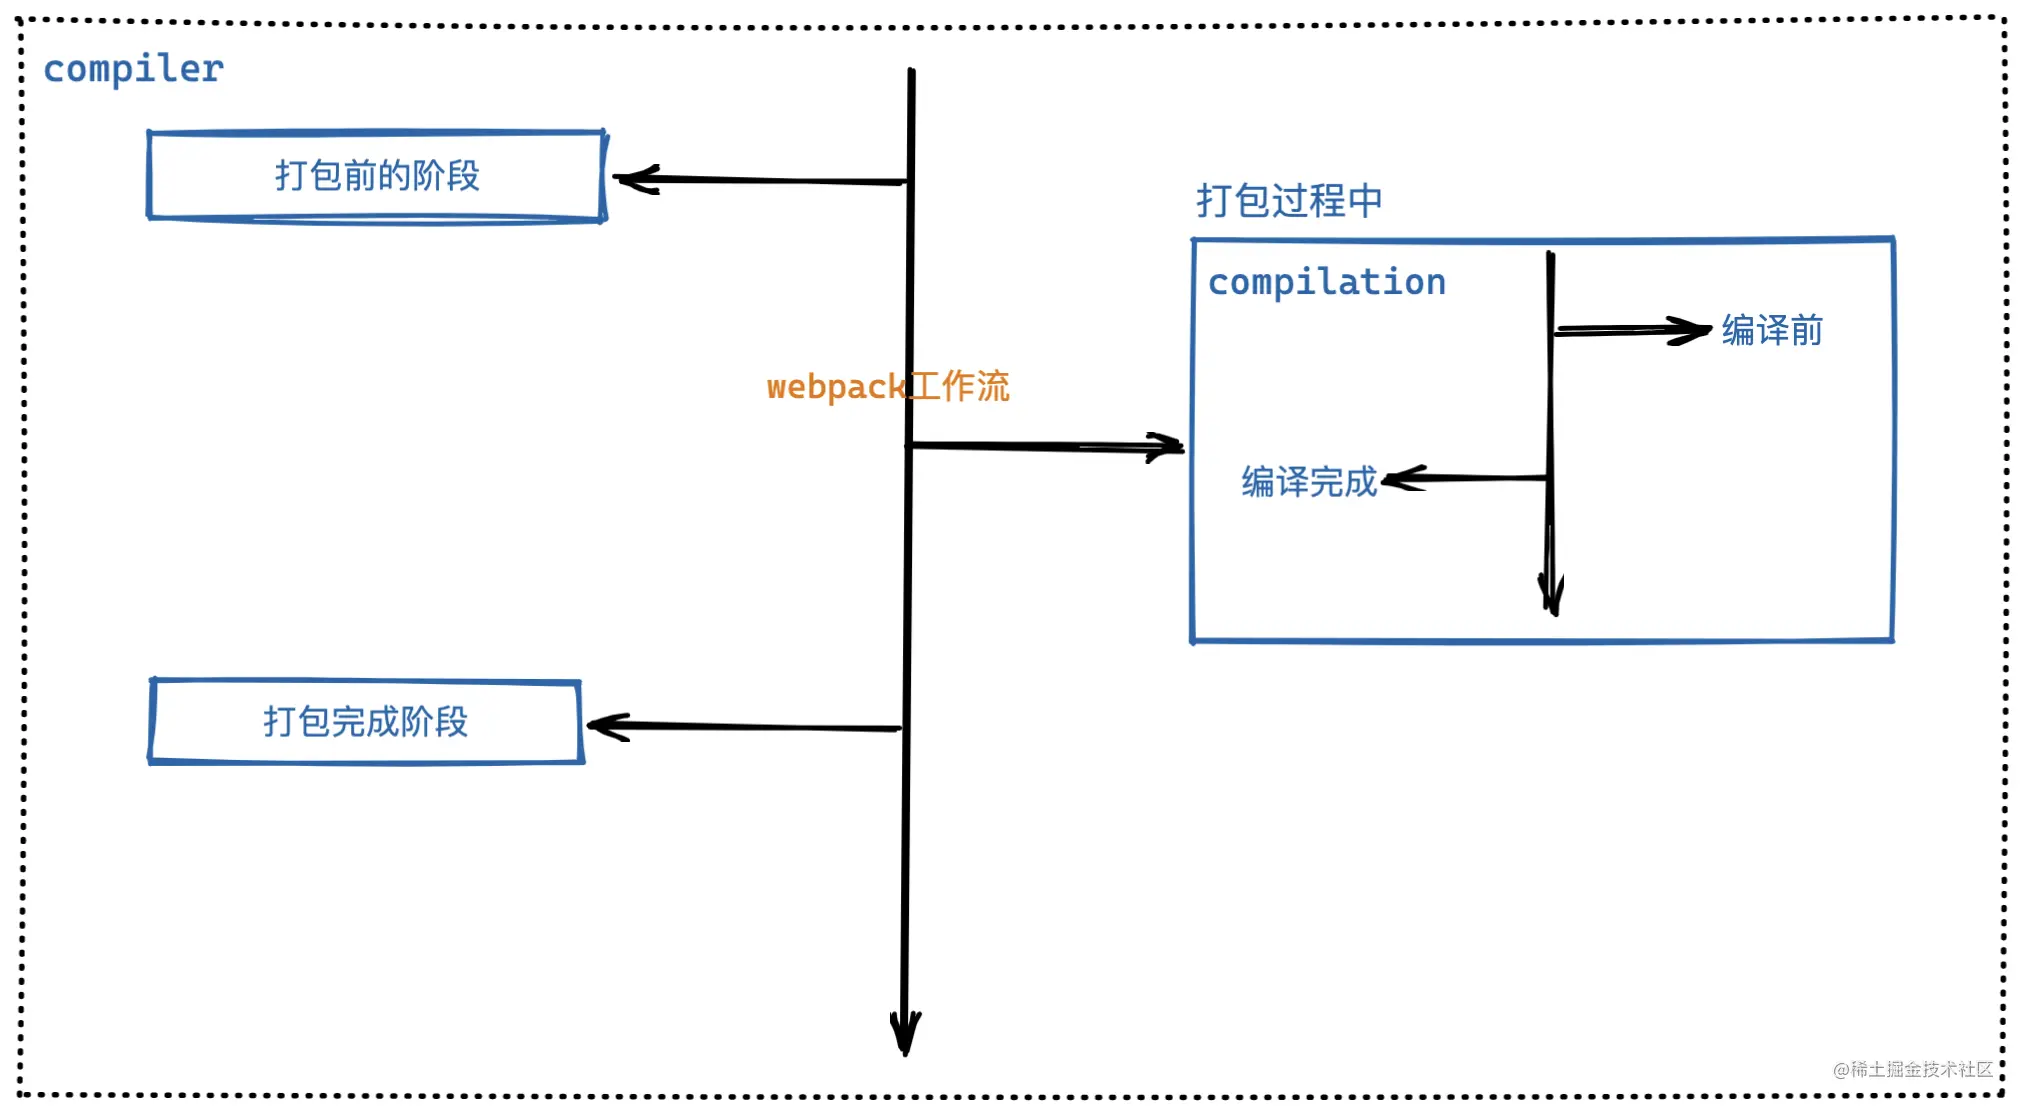 compiler
打包前的阶段
打包过程中
compilation
编译前
webpack工作流
编译完成
打包完成阶段
@稀土掘金技术社区